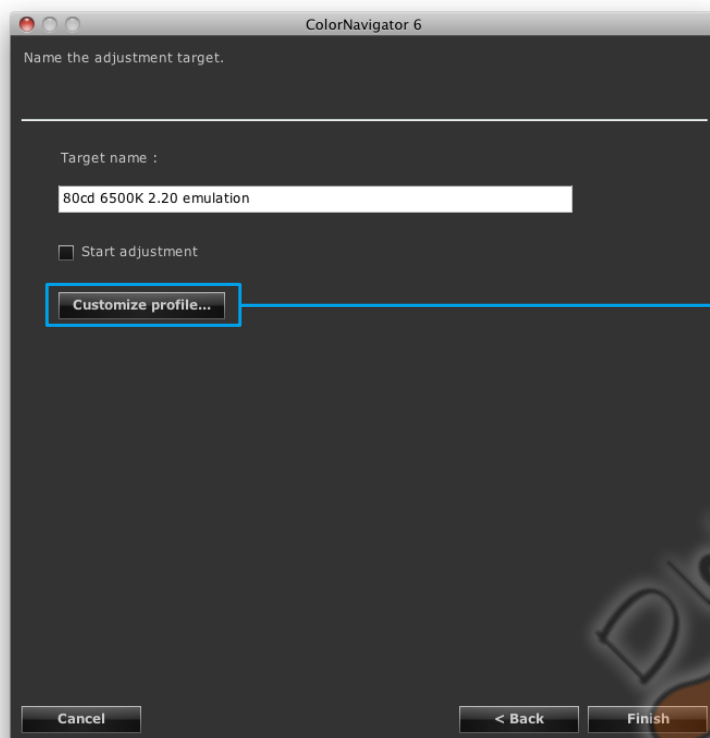 ColorNavigator 6
Name the adjustment target.
Target name :
80cd 6500K 2.20 emulation
Start adjustment
Customize profile...
Cancel
< Back
Finish